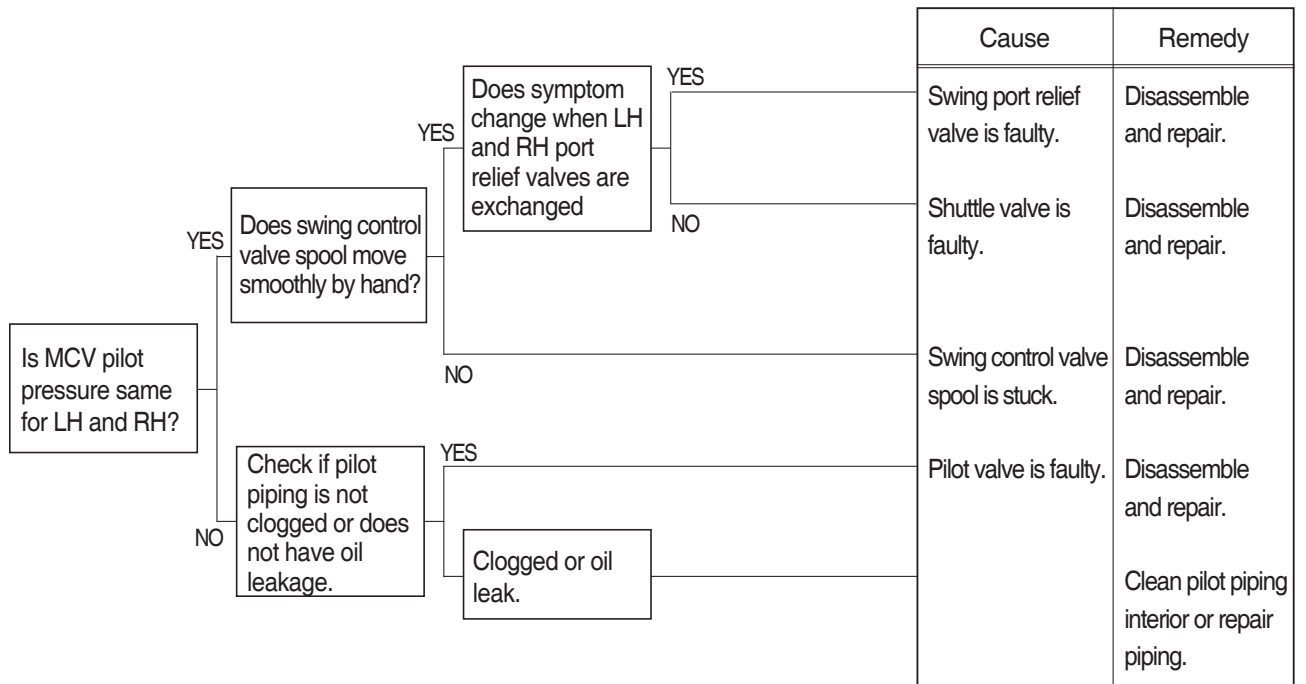 Cause
Remedy
Is MCV pilot
pressure same
for LH and RH?
YES
Does swing control
valve spool move
smoothly by hand?
YES
Does symptom
change when LH
and RH port
relief valves are
exchanged
YES
Swing port relief
valve is faulty.
Disassemble
and repair.
NO
Shuttle valve is
faulty.
Disassemble
and repair.
NO
Swing control valve
spool is stuck.
Disassemble
and repair.
NO
Check if pilot
piping is not
clogged or does
not have oil
leakage.
YES
Pilot valve is faulty.
Disassemble
and repair.
Clogged or oil
leak.
Clean pilot piping
interior or repair
piping.